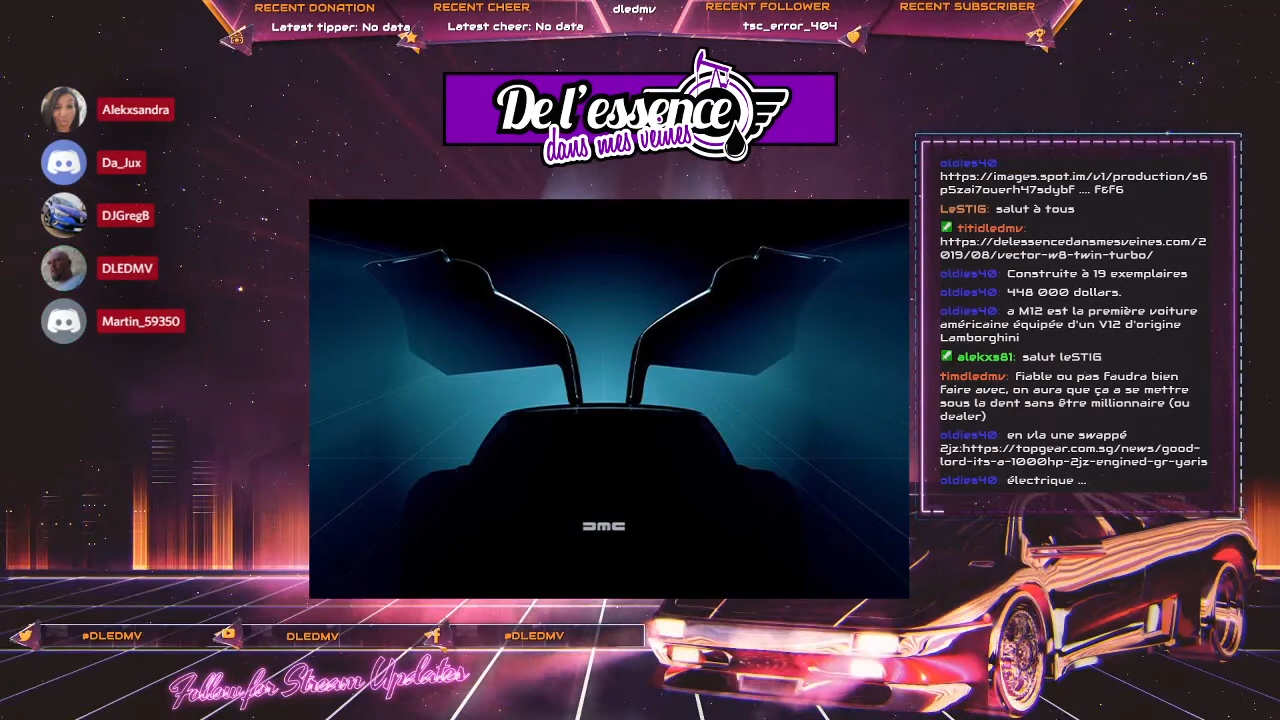 RECENT DONATION
Latest tipper: No data
RECENT CHEER
Latest cheer: No data
dledmv
RECENT FOLLOWER
tsc_error_404
RECENT SUBSCRIBER
De l'essence
dans mes veines
Alekxsandra
Da_Jux
DJGregB
DLEDMV
Martin_59350
DMC
oldies40:
https://images.spot.im/v1/production/s6
p5zai7ouerh47sdybf .... f6f6
LeSTIG: salut à tous
titidledmv:
https://delessencedansmesveines.com/2
019/08/vector-w8-twin-turbo/
oldies40: Construite à 19 exemplaires
oldies40: 448 000 dollars.
oldies40: a M12 est la première voiture
américaine équipée d'un V12 d'origine
Lamborghini
alekxs81: salut leSTIG
timdledmv: Fiable ou pas faudra bien
faire avec, on aura que ça a se mettre
sous la dent sans être millionnaire (ou
dealer)
oldies40: en vla une swappé
2jz:https://topgear.com.sg/news/good-
lord-its-a-1000hp-2jz-engined-gr-yaris
oldies40: électrique ...
@DLEDMV
DLEDMV
@DLEDMV
Follow for Stream Updates